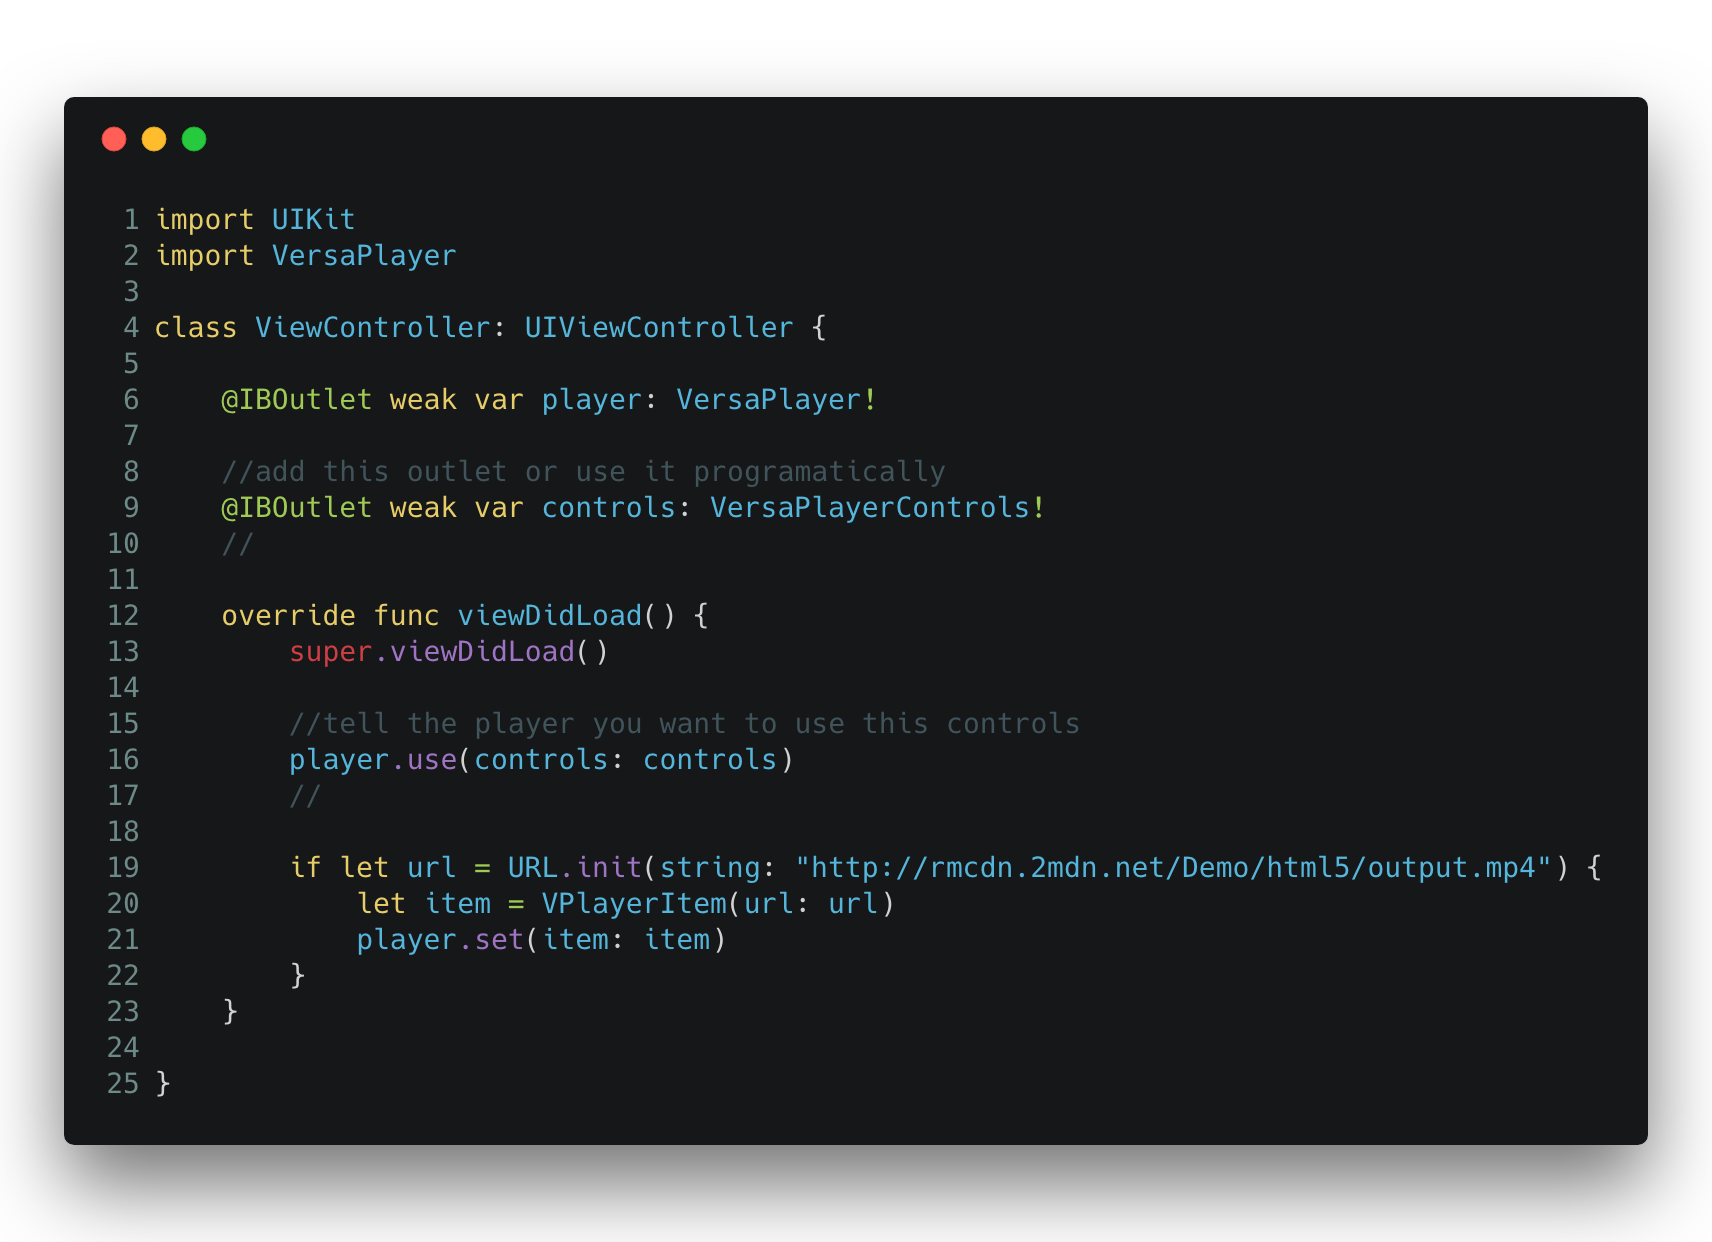 1 import UIKit
2 import VersaPlayer
3
4 class ViewController: UIViewController {
5
6     @IBOutlet weak var player: VersaPlayer!
7
8     //add this outlet or use it programatically
9     @IBOutlet weak var controls: VersaPlayerControls!
10     //
11
12     override func viewDidLoad() {
13         super.viewDidLoad()
14
15         //tell the player you want to use this controls
16         player.use(controls: controls)
17         //
18
19         if let url = URL.init(string: "http://rmcdn.2mdn.net/Demo/html5/output.mp4") {
20             let item = VPlayerItem(url: url)
21             player.set(item: item)
22         }
23     }
24
25 }